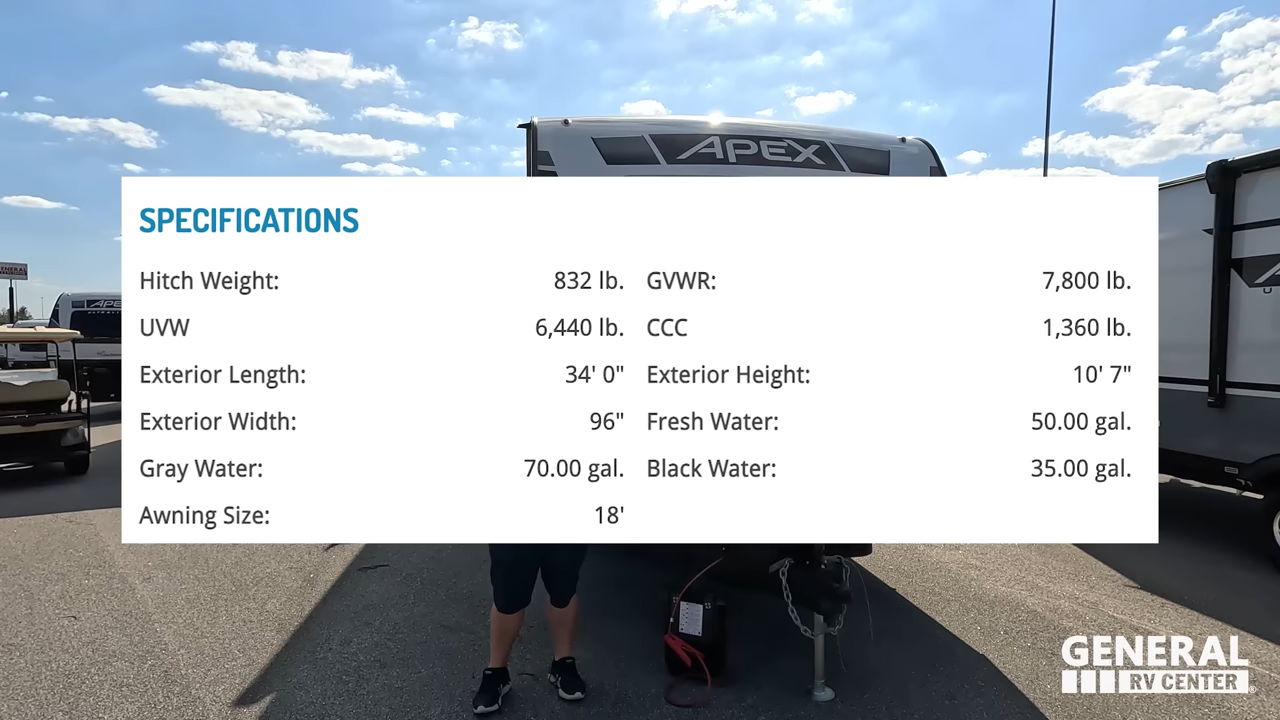 APEX
SPECIFICATIONS
Hitch Weight: 832 lb. GVWR: 7,800 lb.
UVW 6,440 lb. CCC 1,360 lb.
Exterior Length: 34' 0" Exterior Height: 10' 7"
Exterior Width: 96" Fresh Water: 50.00 gal.
Gray Water: 70.00 gal. Black Water: 35.00 gal.
Awning Size: 18'
GENERAL
RV CENTER®